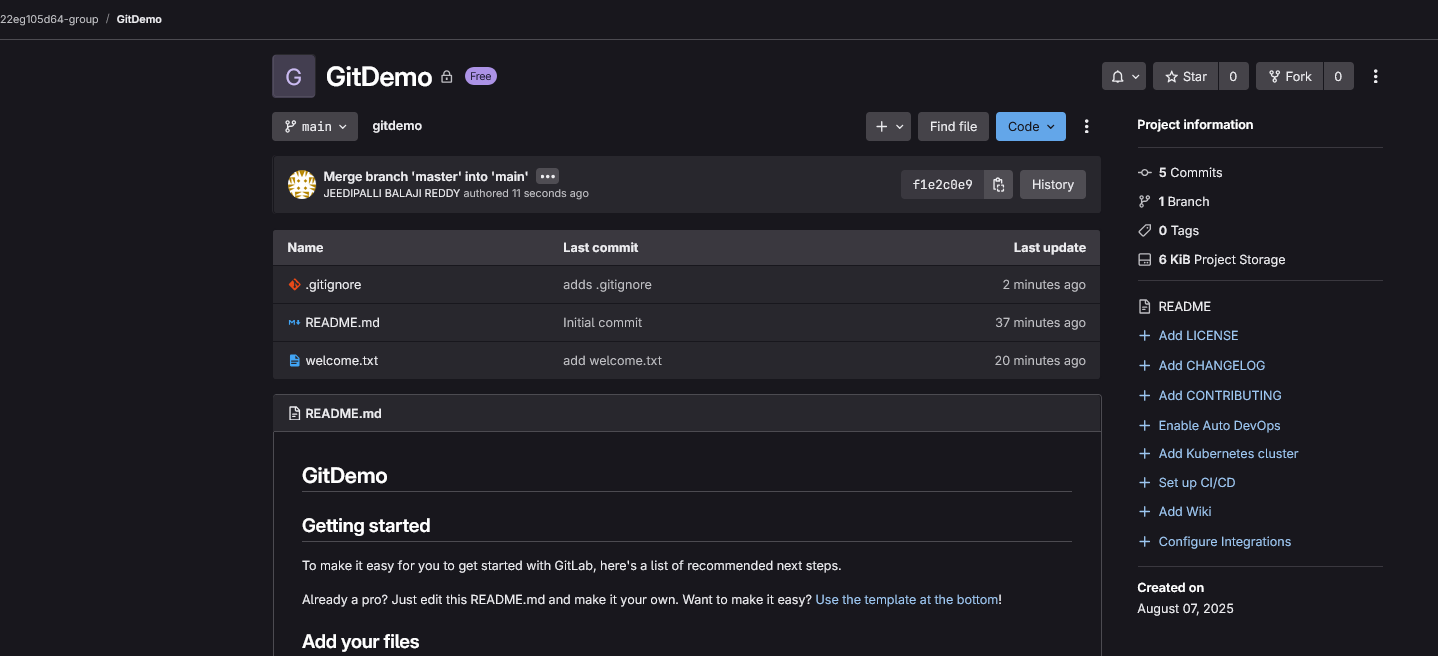 22eg105d64-group / GitDemo
G GitDemo Free
Star 0 Fork 0
main gitdemo
Find file Code
Merge branch 'master' into 'main'
JEEDIPALLI BALAJI REDDY authored 11 seconds ago
f1e2c0e9 History
Name Last commit Last update
.gitignore adds .gitignore 2 minutes ago
README.md Initial commit 37 minutes ago
welcome.txt add welcome.txt 20 minutes ago
README.md
GitDemo
Getting started
To make it easy for you to get started with GitLab, here's a list of recommended next steps.
Already a pro? Just edit this README.md and make it your own. Want to make it easy? Use the template at the bottom!
Add your files
Project information
5 Commits
1 Branch
0 Tags
6 KiB Project Storage
README
Add LICENSE
Add CHANGELOG
Add CONTRIBUTING
Enable Auto DevOps
Add Kubernetes cluster
Set up CI/CD
Add Wiki
Configure Integrations
Created on
August 07, 2025